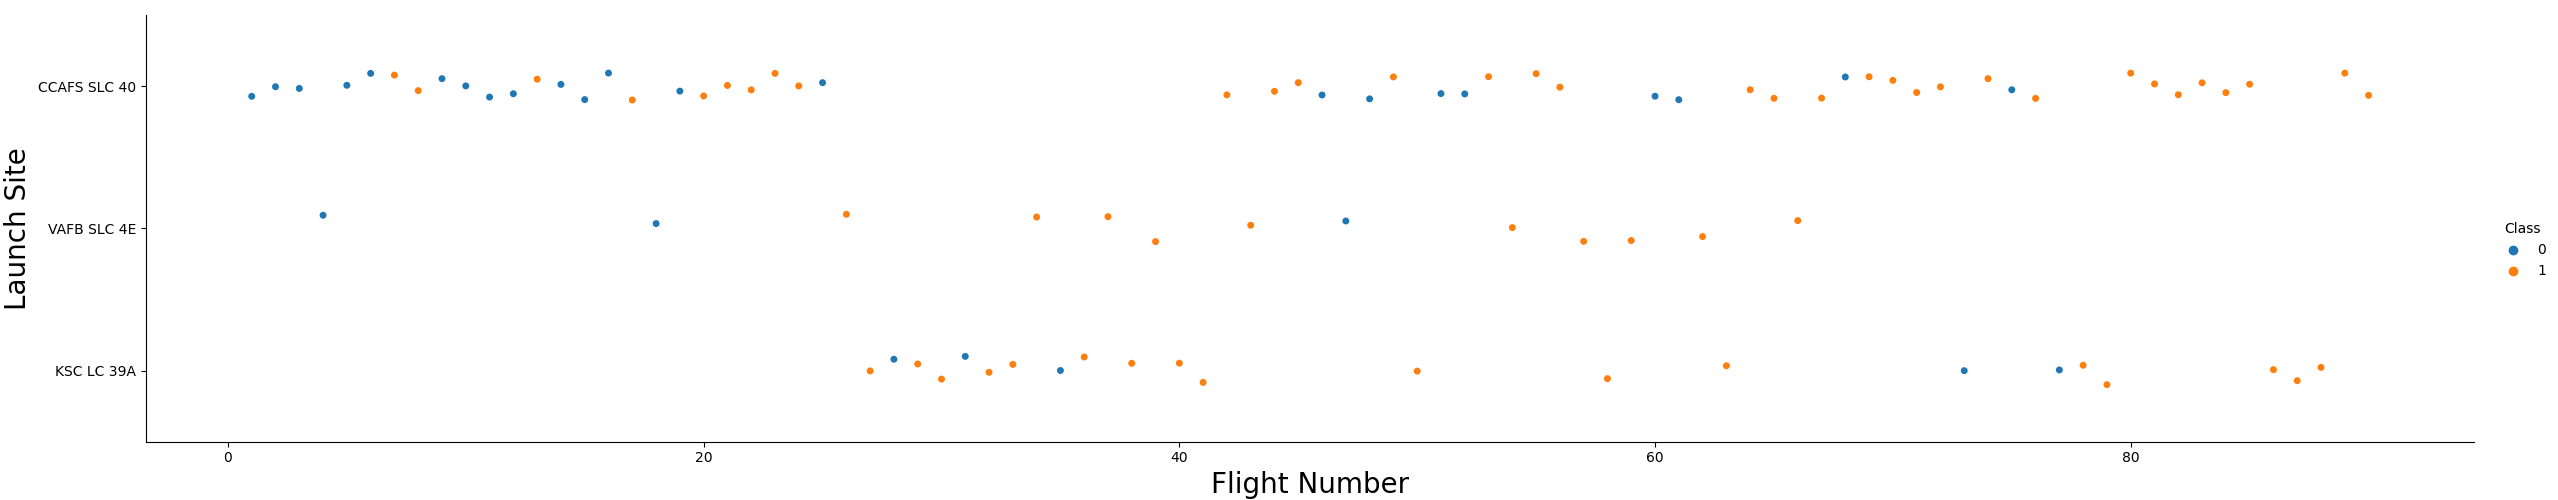 Launch Site
CCAFS SLC 40
VAFB SLC 4E
KSC LC 39A
0 20 40 60 80
Flight Number
Class
0
1